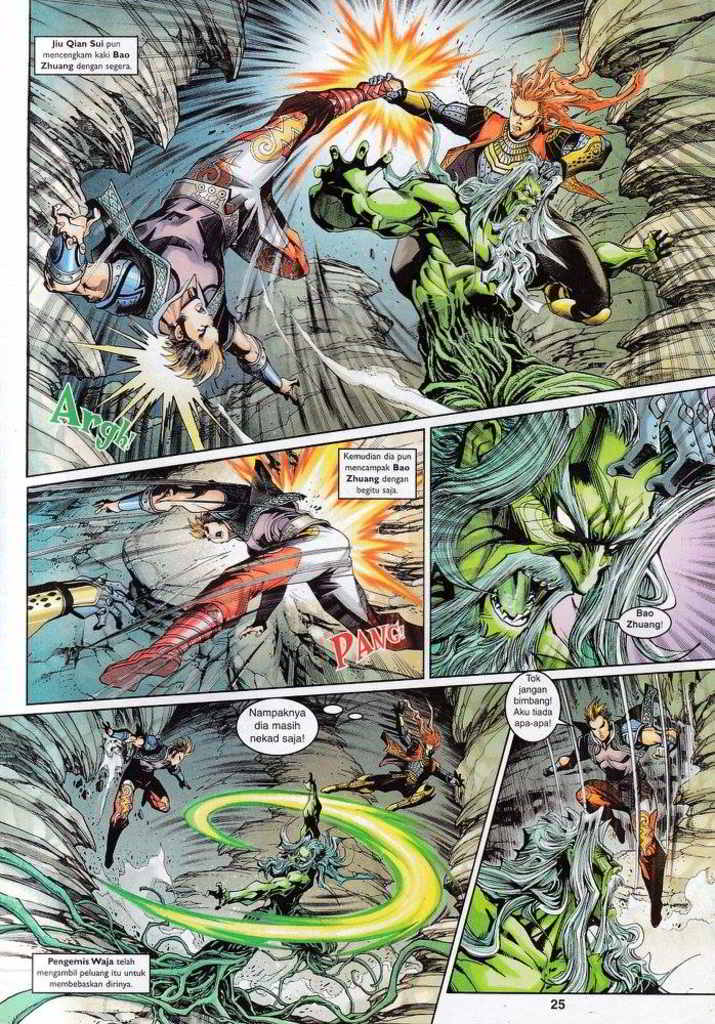 Jiu Qian Sui pun
mencengkam kaki Bao
Zhuang dengan segera.
Argh!
Kemudian dia pun
mencampak Bao
Zhuang dengan
begitu saja.
PANG!
Bao
Zhuang!
Nampaknya
dia masih
nekad saja!
Tok
jangan
bimbang!
Aku tiada
apa-apa!
Pengemis Waja telah
mengambil peluang itu untuk
membebaskan dirinya.
25